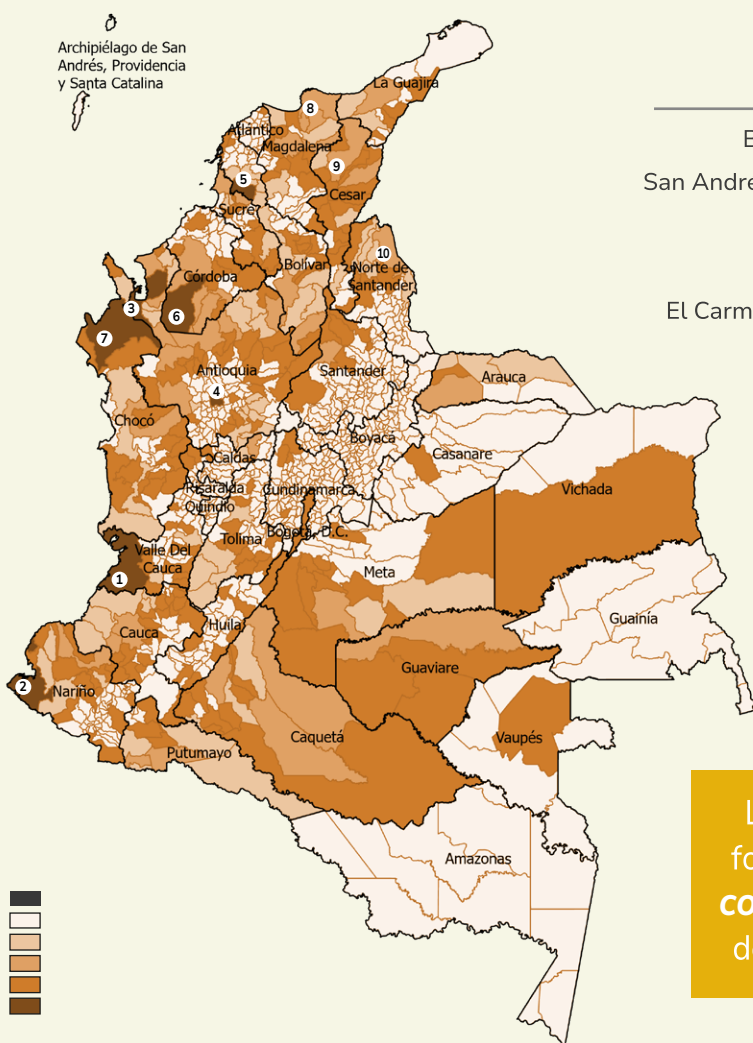 Archipiélago de San
Andrés, Providencia
y Santa Catalina
La Guajira
8
Atlántico
Magdalena
9
5
Cesar
Sucre
10
Bolívar
Norte de
Santander
Córdoba
3
6
7
Antioquia
Santander
Arauca
4
Chocó
Boyacá
Casanare
Caldas
Risaralda
Cundinamarca
Vichada
Quindío
Bogotá, D.C.
Tolima
Valle Del
Cauca
Meta
1
Guainía
Cauca
Huila
Guaviare
2
Nariño
Caquetá
Vaupés
Putumayo
Amazonas
E
San Andre
El Carm
L
fo
co
d